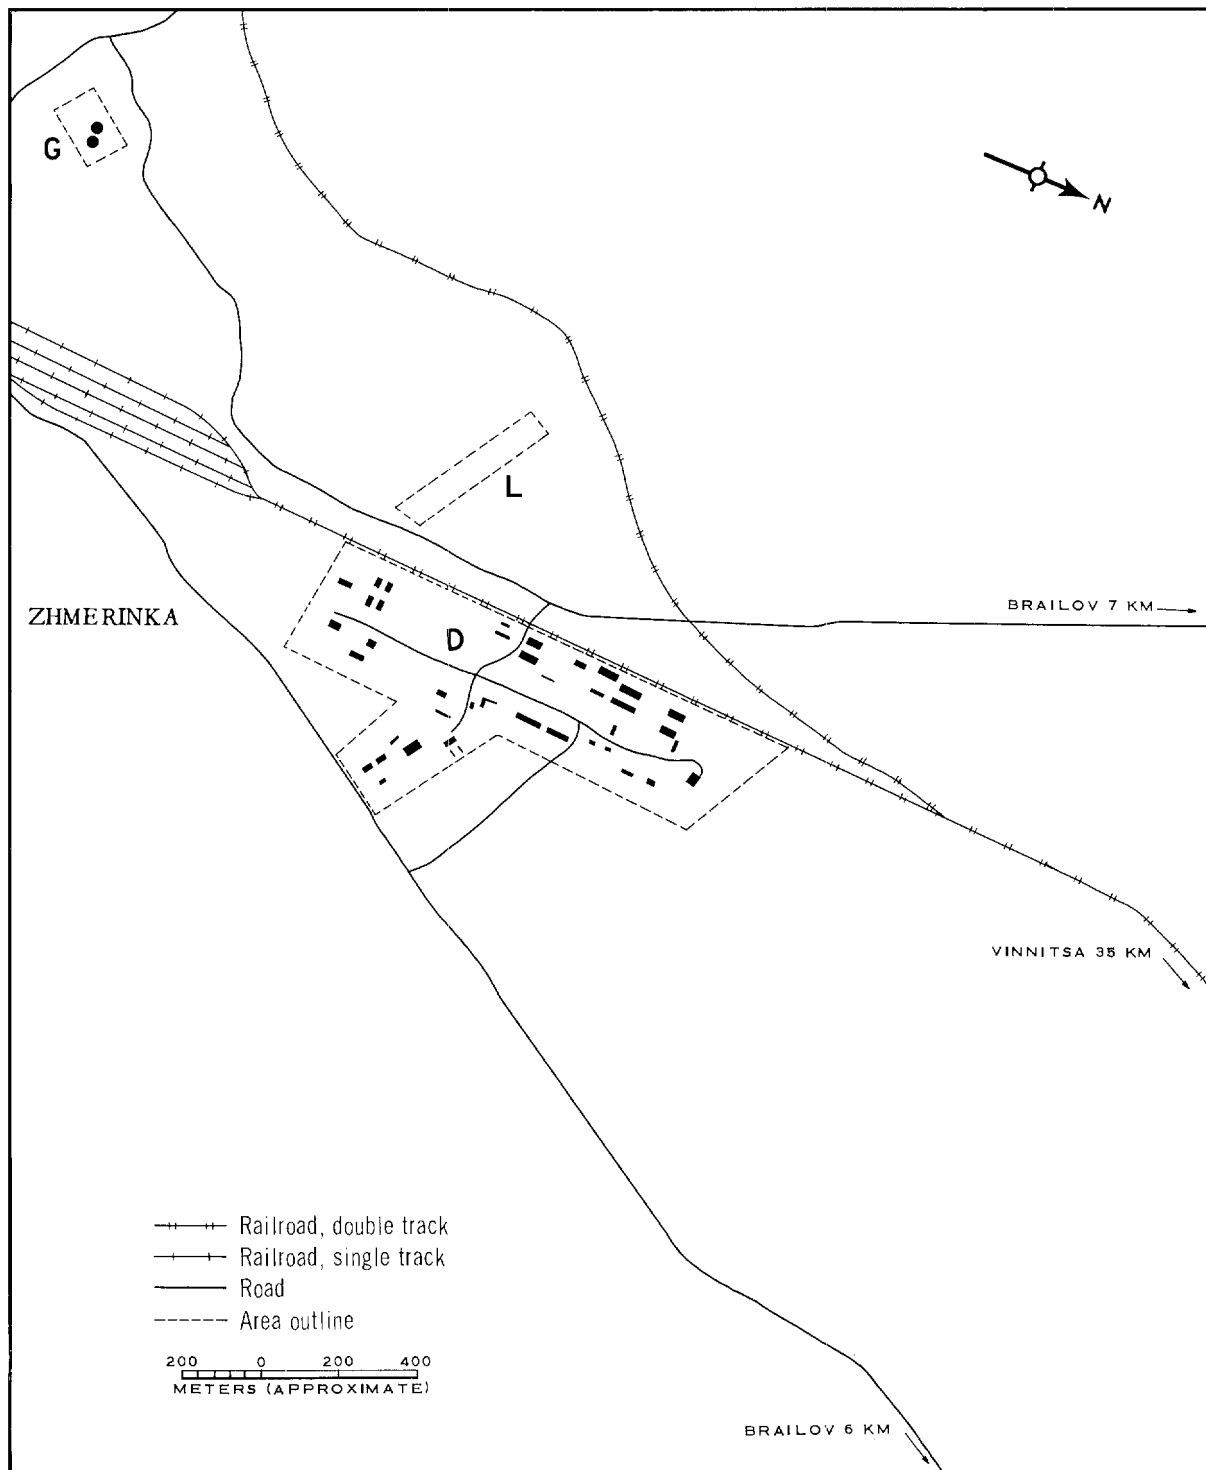 G
N
L
BRAILOV 7 KM
ZHMERINKA
D
VINNITSA 35 KM
Railroad, double track
Railroad, single track
Road
Area outline
200 0 200 400
METERS (APPROXIMATE)
BRAILOV 6 KM